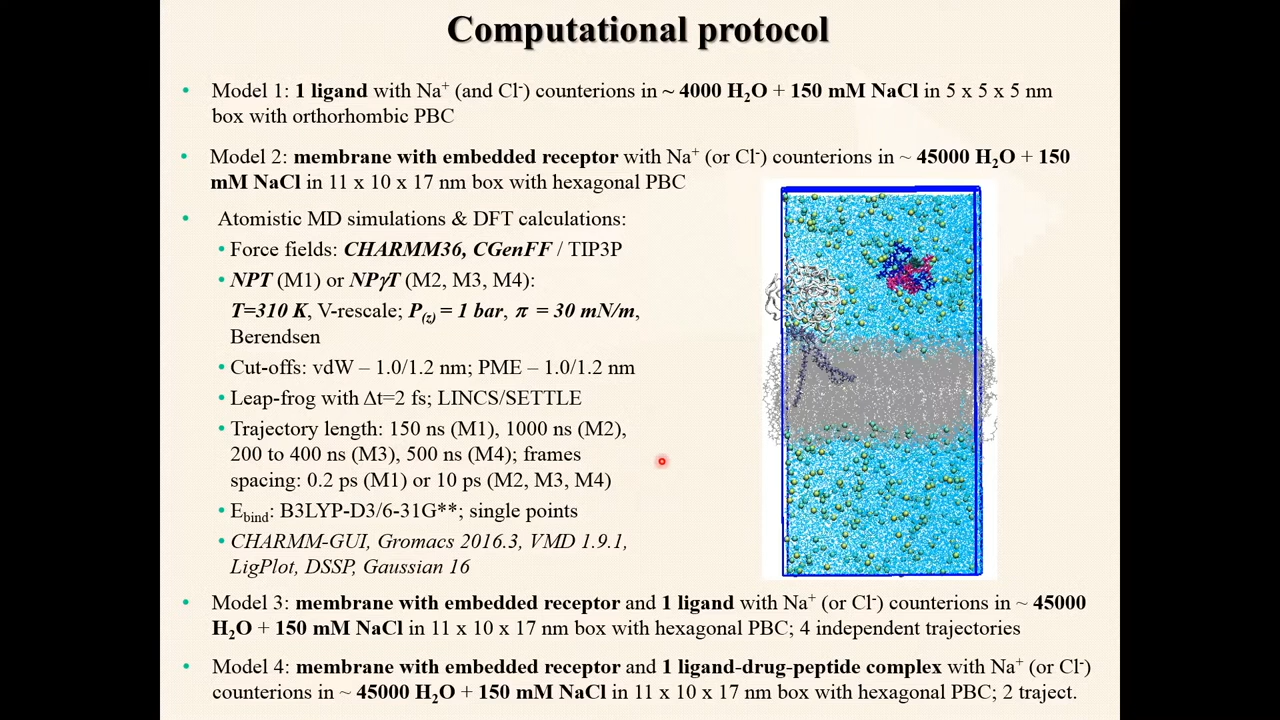 Computational protocol
• Model 1: 1 ligand with Na⁺ (and Cl⁻) counterions in ~ 4000 H₂O + 150 mM NaCl in 5 x 5 x 5 nm
box with orthorhombic PBC
• Model 2: membrane with embedded receptor with Na⁺ (or Cl⁻) counterions in ~ 45000 H₂O + 150
mM NaCl in 11 x 10 x 17 nm box with hexagonal PBC
• Atomistic MD simulations & DFT calculations:
• Force fields: CHARMM36, CGenFF / TIP3P
• NPT (M1) or NPγT (M2, M3, M4):
T=310 K, V-rescale; P₍z₎ = 1 bar, π = 30 mN/m,
Berendsen
• Cut-offs: vdW – 1.0/1.2 nm; PME – 1.0/1.2 nm
• Leap-frog with Δt=2 fs; LINCS/SETTLE
• Trajectory length: 150 ns (M1), 1000 ns (M2),
200 to 400 ns (M3), 500 ns (M4); frames
spacing: 0.2 ps (M1) or 10 ps (M2, M3, M4)
• Ebind: B3LYP-D3/6-31G**; single points
• CHARMM-GUI, Gromacs 2016.3, VMD 1.9.1,
LigPlot, DSSP, Gaussian 16
• Model 3: membrane with embedded receptor and 1 ligand with Na⁺ (or Cl⁻) counterions in ~ 45000
H₂O + 150 mM NaCl in 11 x 10 x 17 nm box with hexagonal PBC; 4 independent trajectories
• Model 4: membrane with embedded receptor and 1 ligand-drug-peptide complex with Na⁺ (or Cl⁻)
counterions in ~ 45000 H₂O + 150 mM NaCl in 11 x 10 x 17 nm box with hexagonal PBC; 2 traject.